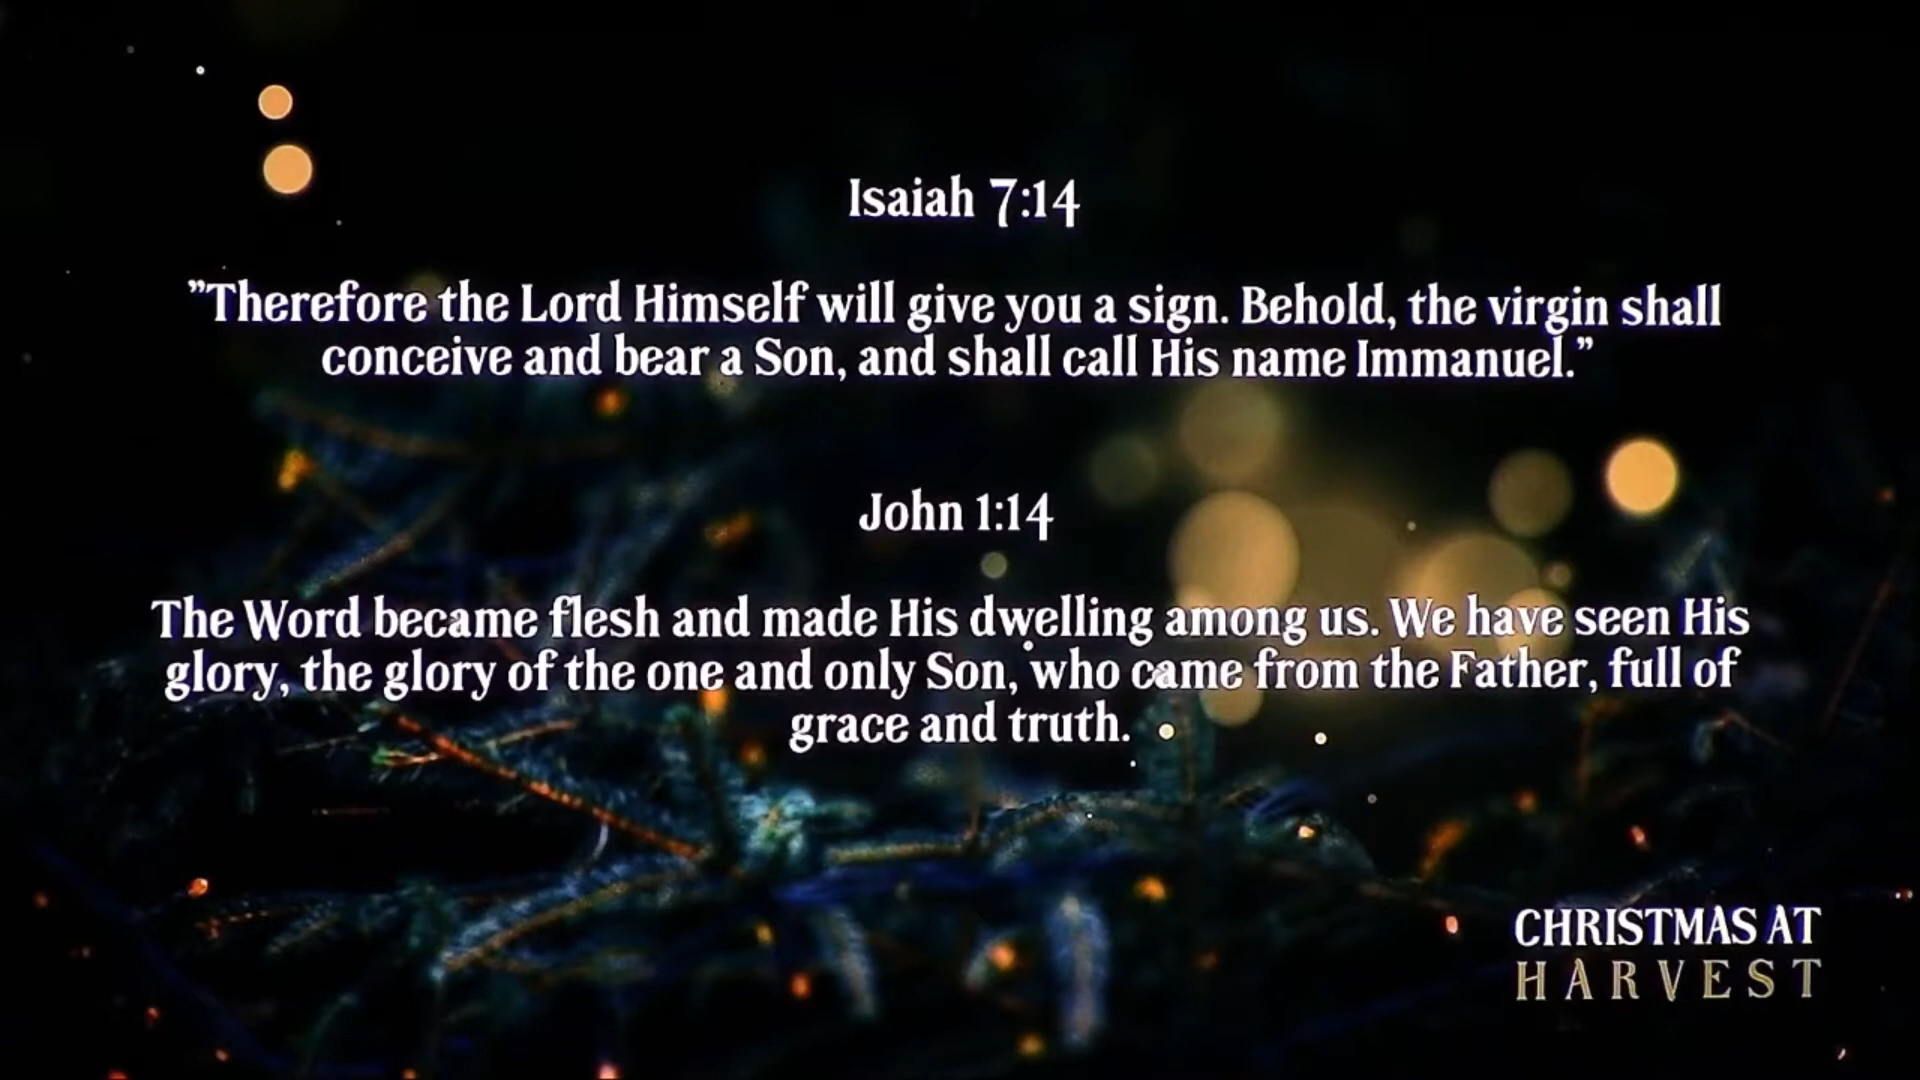 Isaiah 7:14
"Therefore the Lord Himself will give you a sign. Behold, the virgin shall
conceive and bear a Son, and shall call His name Immanuel."
John 1:14
The Word became flesh and made His dwelling among us. We have seen His
glory, the glory of the one and only Son, who came from the Father, full of
grace and truth.
CHRISTMAS AT
HARVEST